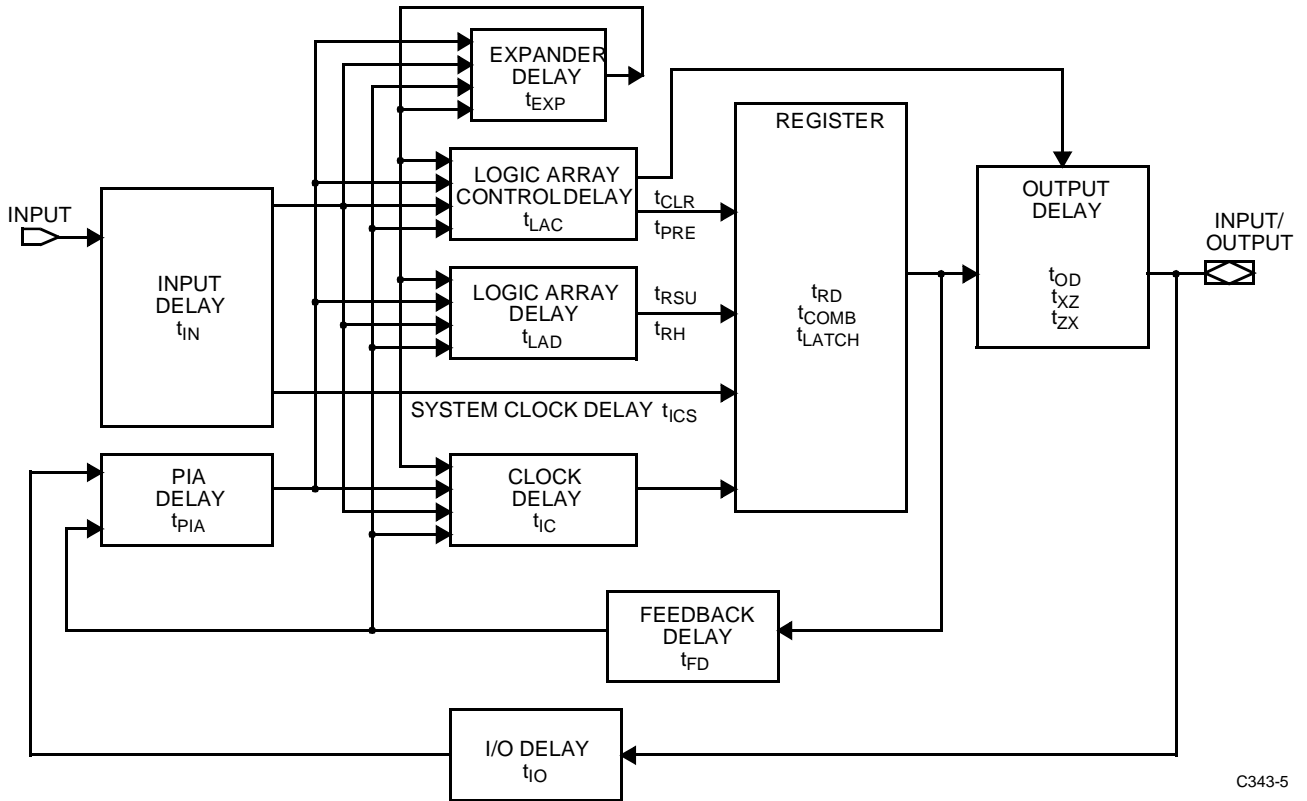 EXPANDER
DELAY
tEXP
REGISTER
LOGIC ARRAY
CONTROLDELAY
tLAC
tCLR
tPRE
OUTPUT
DELAY
tOD
tXZ
tZX
INPUT
INPUT/
OUTPUT
INPUT
DELAY
tIN
LOGIC ARRAY
DELAY
tLAD
tRSU
tRH
tRD
tCOMB
tLATCH
SYSTEM CLOCK DELAY tICS
PIA
DELAY
tPIA
CLOCK
DELAY
tIC
FEEDBACK
DELAY
tFD
I/O DELAY
tIO
C343-5